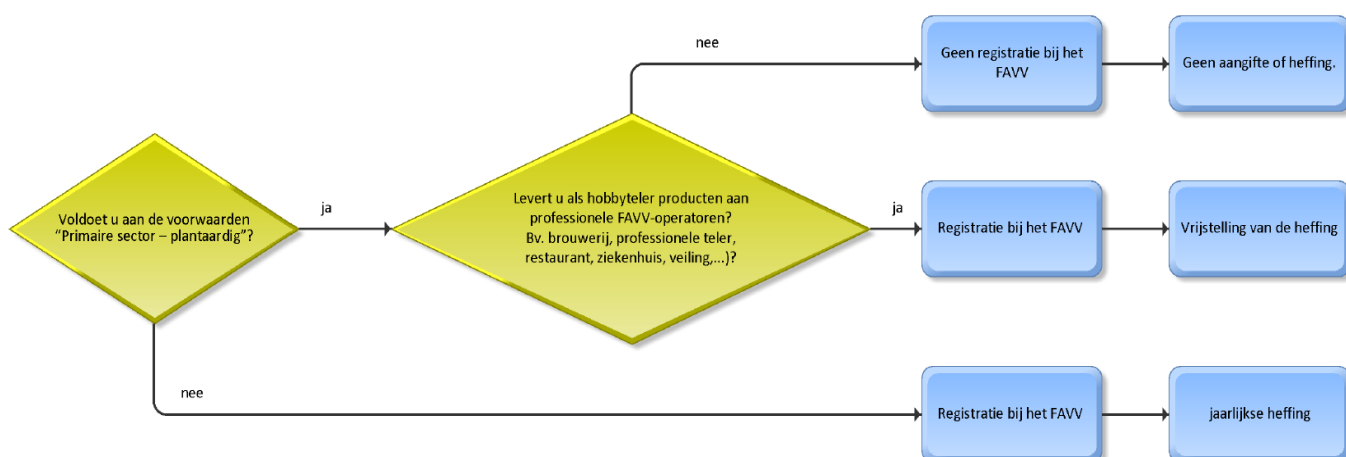 nee
Geen registratie bij het
FAVV
Geen aangifte of heffing.
Voldoet u aan de voorwaarden
“Primaire sector – plantaardig”?
ja
Levert u als hobbyteler producten aan
professionele FAVV-operatoren?
Bv. brouwerij, professionele teler,
restaurant, ziekenhuis, veiling,...)?
ja
Registratie bij het FAVV
Vrijstelling van de heffing
nee
Registratie bij het FAVV
jaarlijkse heffing